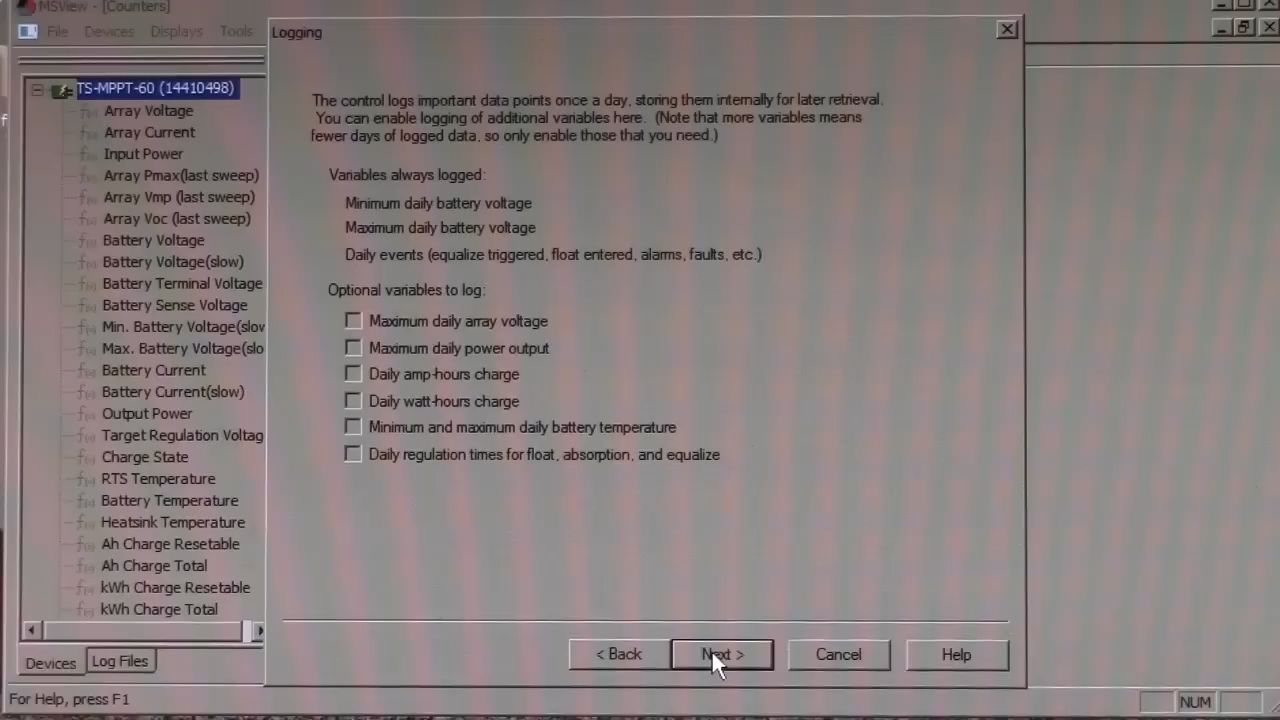 MSView - [Counters]
File Devices Displays Tools
TS-MPPT-60 (14410498)
Array Voltage
Array Current
Input Power
Array Pmax(last sweep)
Array Vmp (last sweep)
Array Voc (last sweep)
Battery Voltage
Battery Voltage(slow)
Battery Terminal Voltage
Battery Sense Voltage
Min. Battery Voltage(slov
Max. Battery Voltage(slo
Battery Current
Battery Current(slow)
Output Power
Target Regulation Voltag
Charge State
RTS Temperature
Battery Temperature
Heatsink Temperature
Ah Charge Resetable
Ah Charge Total
kWh Charge Resetable
kWh Charge Total
Devices
Log Files
For Help, press F1
Logging
The control logs important data points once a day, storing them internally for later retrieval.
You can enable logging of additional variables here. (Note that more variables means
fewer days of logged data, so only enable those that you need.)
Variables always logged:
Minimum daily battery voltage
Maximum daily battery voltage
Daily events (equalize triggered, float entered, alarms, faults, etc.)
Optional variables to log:
Maximum daily array voltage
Maximum daily power output
Daily amp-hours charge
Daily watt-hours charge
Minimum and maximum daily battery temperature
Daily regulation times for float, absorption, and equalize
< Back
Next >
Cancel
Help
NUM